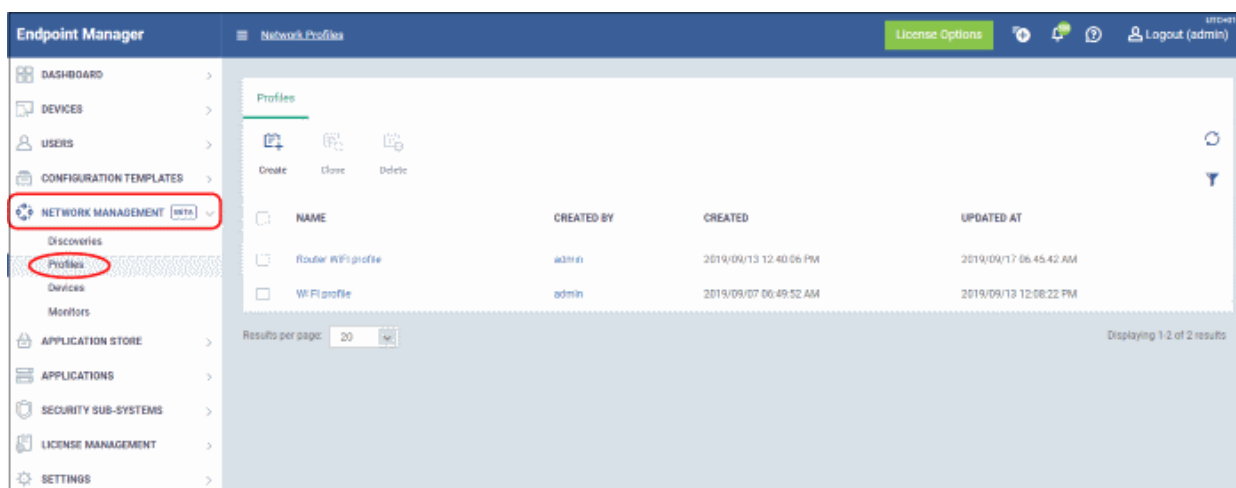 Endpoint Manager
Network Profiles
License Options
Logout (admin)
DASHBOARD
DEVICES
USERS
CONFIGURATION TEMPLATES
NETWORK MANAGEMENT BETA
Discoveries
Profiles
Devices
Monitors
APPLICATION STORE
APPLICATIONS
SECURITY SUB-SYSTEMS
LICENSE MANAGEMENT
SETTINGS
Profiles
Create Clone Delete
NAME CREATED BY CREATED UPDATED AT
Router WiFi profile admin 2019/09/13 12:40:06 PM 2019/09/17 06:45:42 AM
Wi Fi profile admin 2019/09/07 06:49:52 AM 2019/09/13 12:08:22 PM
Results per page: 20
Displaying 1-2 of 2 results